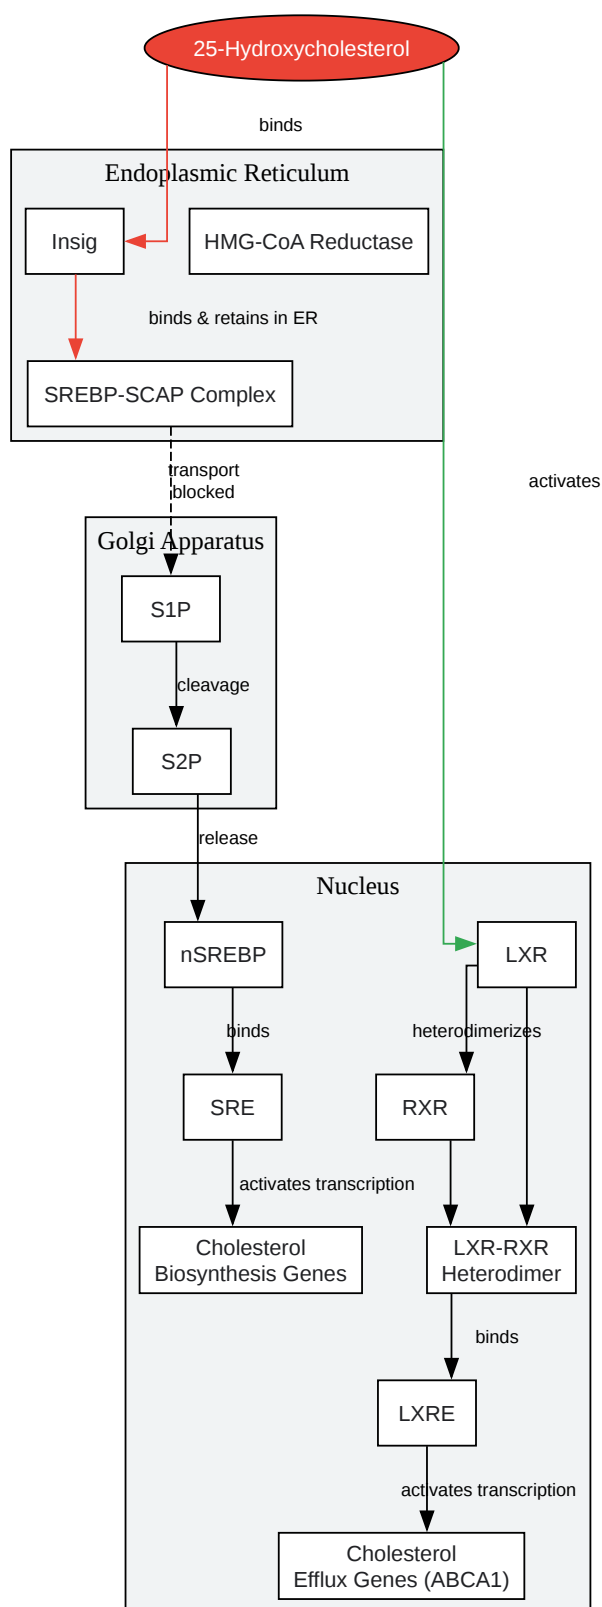 25-Hydroxycholesterol
binds
Endoplasmic Reticulum
Insig
HMG-CoA Reductase
binds & retains in ER
SREBP-SCAP Complex
transport
blocked
activates
Golgi Apparatus
S1P
cleavage
S2P
release
Nucleus
nSREBP
LXR
binds
heterodimerizes
SRE
RXR
activates transcription
Cholesterol
Biosynthesis Genes
LXR-RXR
Heterodimer
binds
LXRE
activates transcription
Cholesterol
Efflux Genes (ABCA1)